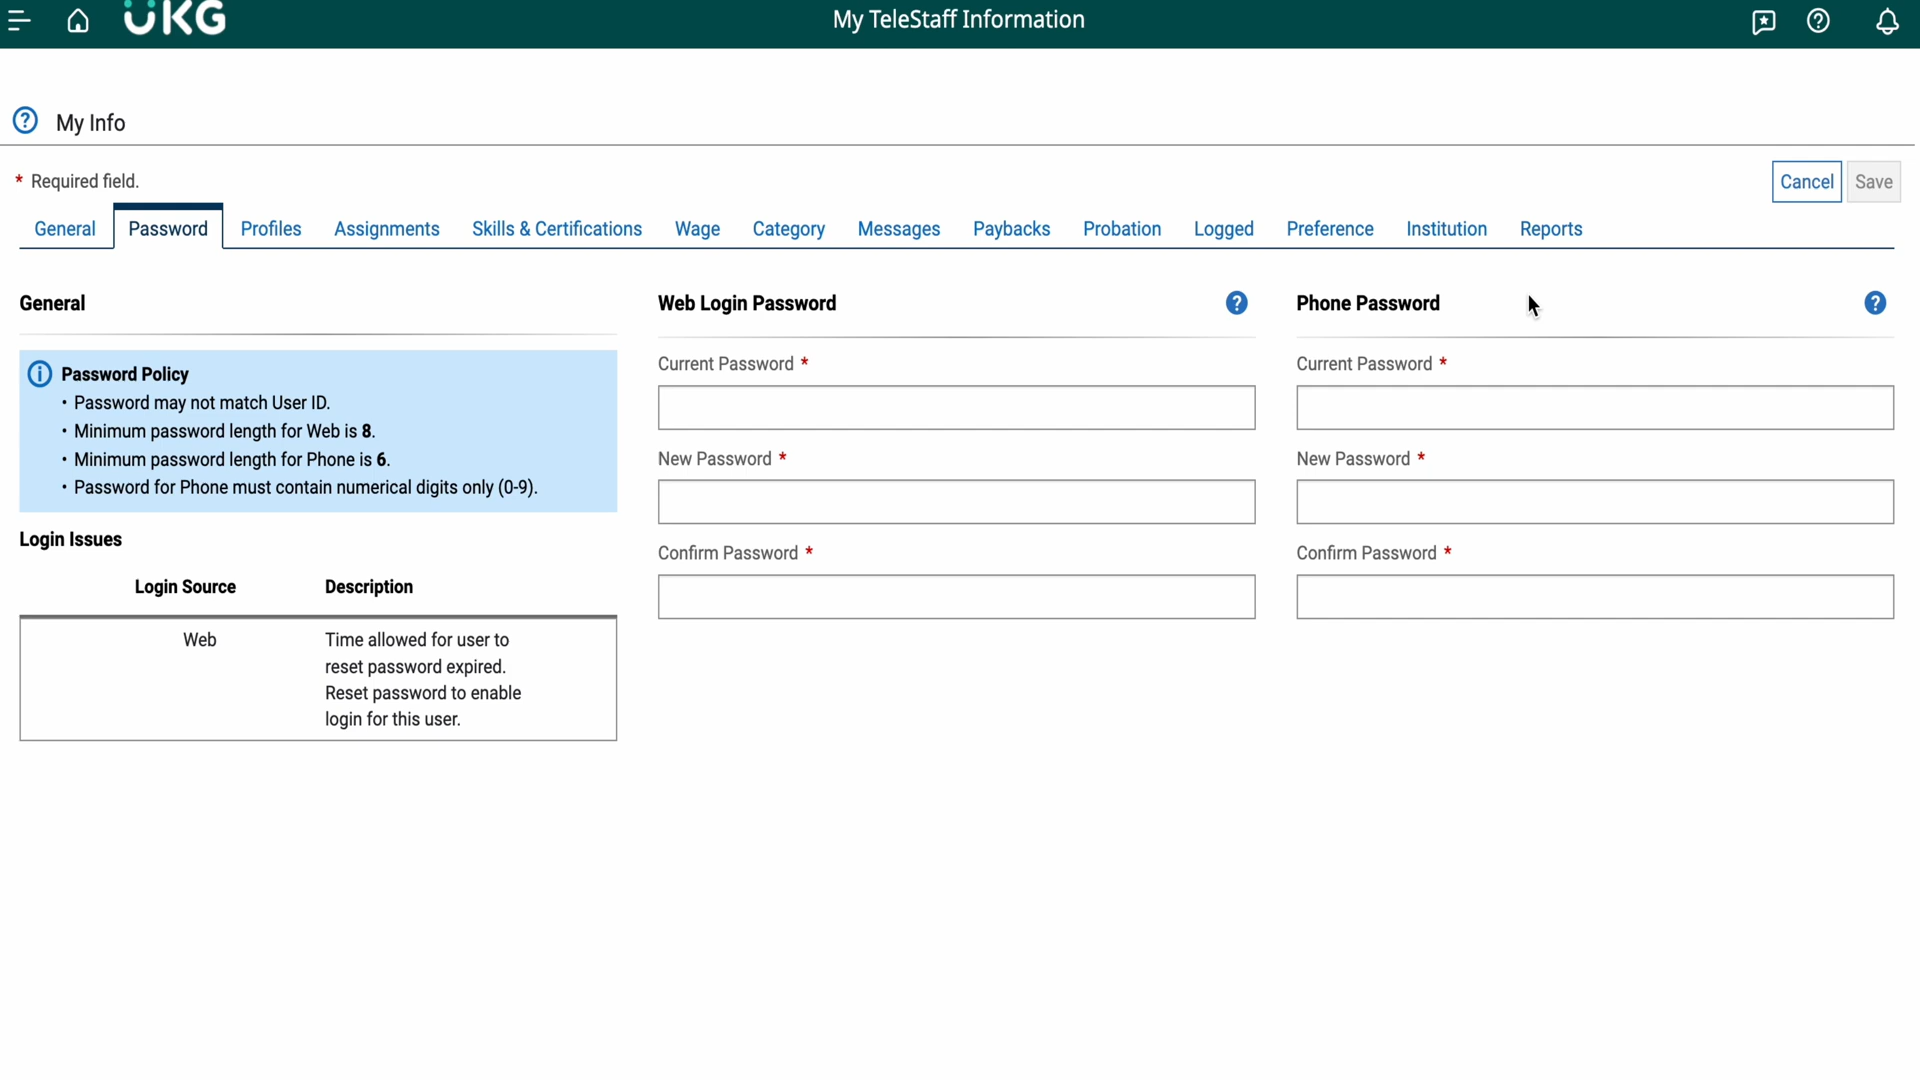 UKG
My TeleStaff Information
My Info
* Required field.
Cancel
Save
General
Password
Profiles
Assignments
Skills & Certifications
Wage
Category
Messages
Paybacks
Probation
Logged
Preference
Institution
Reports
General
Password Policy
• Password may not match User ID.
• Minimum password length for Web is 8.
• Minimum password length for Phone is 6.
• Password for Phone must contain numerical digits only (0-9).
Login Issues
Login Source
Description
Web
Time allowed for user to
reset password expired.
Reset password to enable
login for this user.
Web Login Password
Current Password *
New Password *
Confirm Password *
Phone Password
Current Password *
New Password *
Confirm Password *